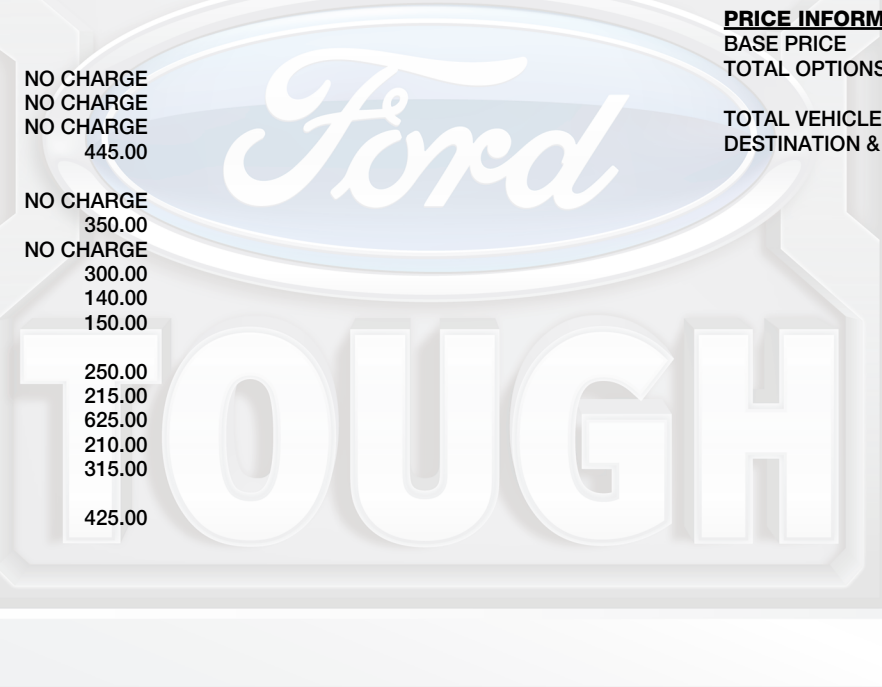 PRICE INFORM
BASE PRICE
TOTAL OPTIONS
TOTAL VEHICLE
DESTINATION &
NO CHARGE
NO CHARGE
NO CHARGE
445.00
NO CHARGE
350.00
NO CHARGE
300.00
140.00
150.00
250.00
215.00
625.00
210.00
315.00
425.00
Ford
TOUGH